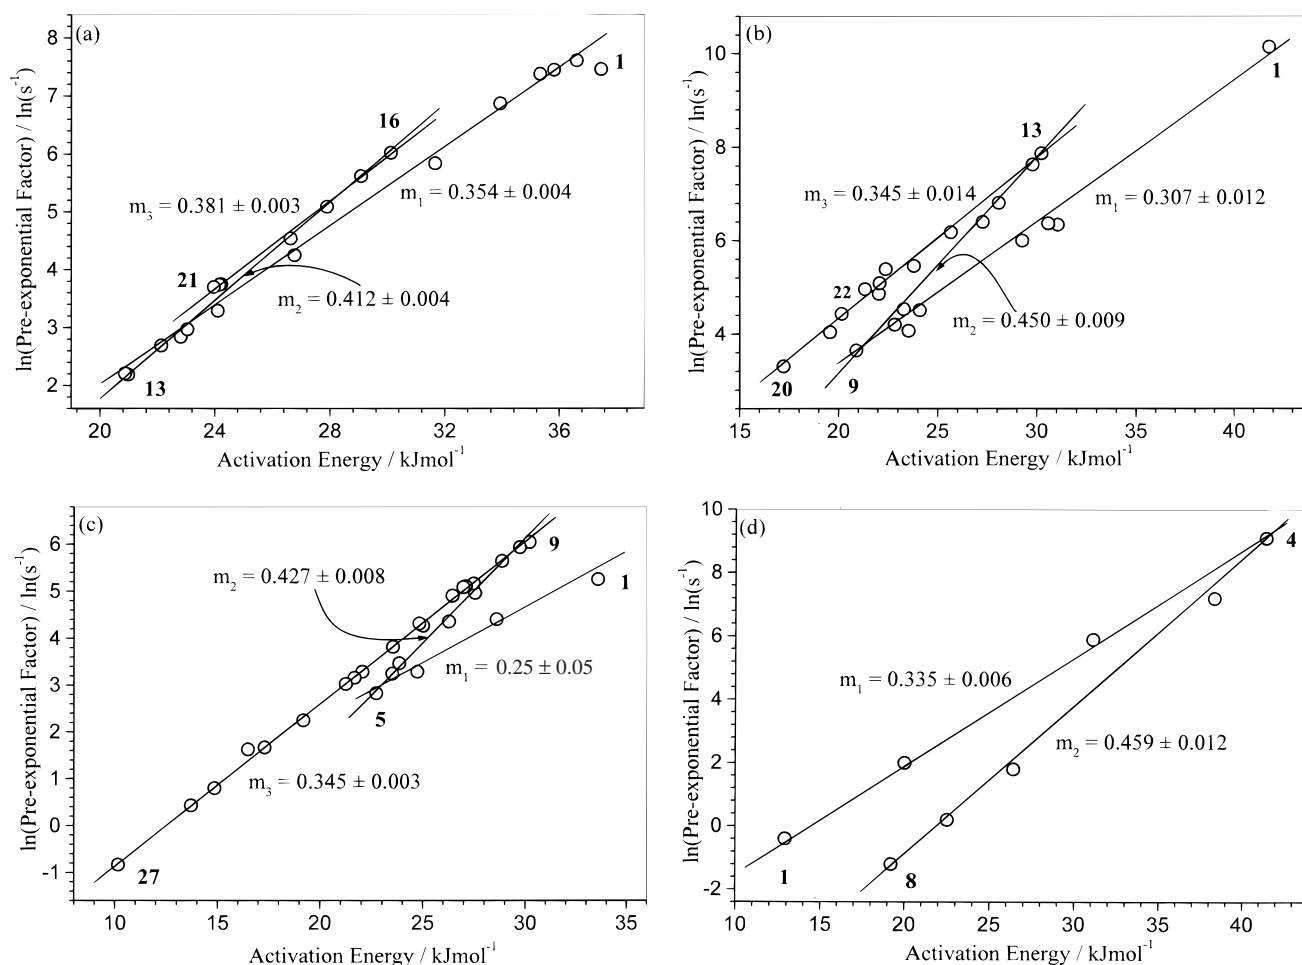 (a)
ln(Pre-exponential Factor) / ln(s⁻¹)
8
7
6
5
4
3
2
1
16
m₃ = 0.381 ± 0.003
m₁ = 0.354 ± 0.004
21
m₂ = 0.412 ± 0.004
13
20 24 28 32 36
Activation Energy / kJmol⁻¹
(b)
ln(Pre-exponential Factor) / ln(s⁻¹)
10
8
6
4
1
13
m₃ = 0.345 ± 0.014
m₁ = 0.307 ± 0.012
22
m₂ = 0.450 ± 0.009
20
9
15 20 25 30 35 40
Activation Energy / kJmol⁻¹
(c)
ln(Pre-exponential Factor) / ln(s⁻¹)
6
5
4
3
2
1
0
-1
9
m₂ = 0.427 ± 0.008
1
m₁ = 0.25 ± 0.05
5
m₃ = 0.345 ± 0.003
27
10 15 20 25 30 35
Activation Energy / kJmol⁻¹
(d)
ln(Pre-exponential Factor) / ln(s⁻¹)
10
8
6
4
2
0
-2
4
m₁ = 0.335 ± 0.006
m₂ = 0.459 ± 0.012
1
8
10 15 20 25 30 35 40
Activation Energy / kJmol⁻¹